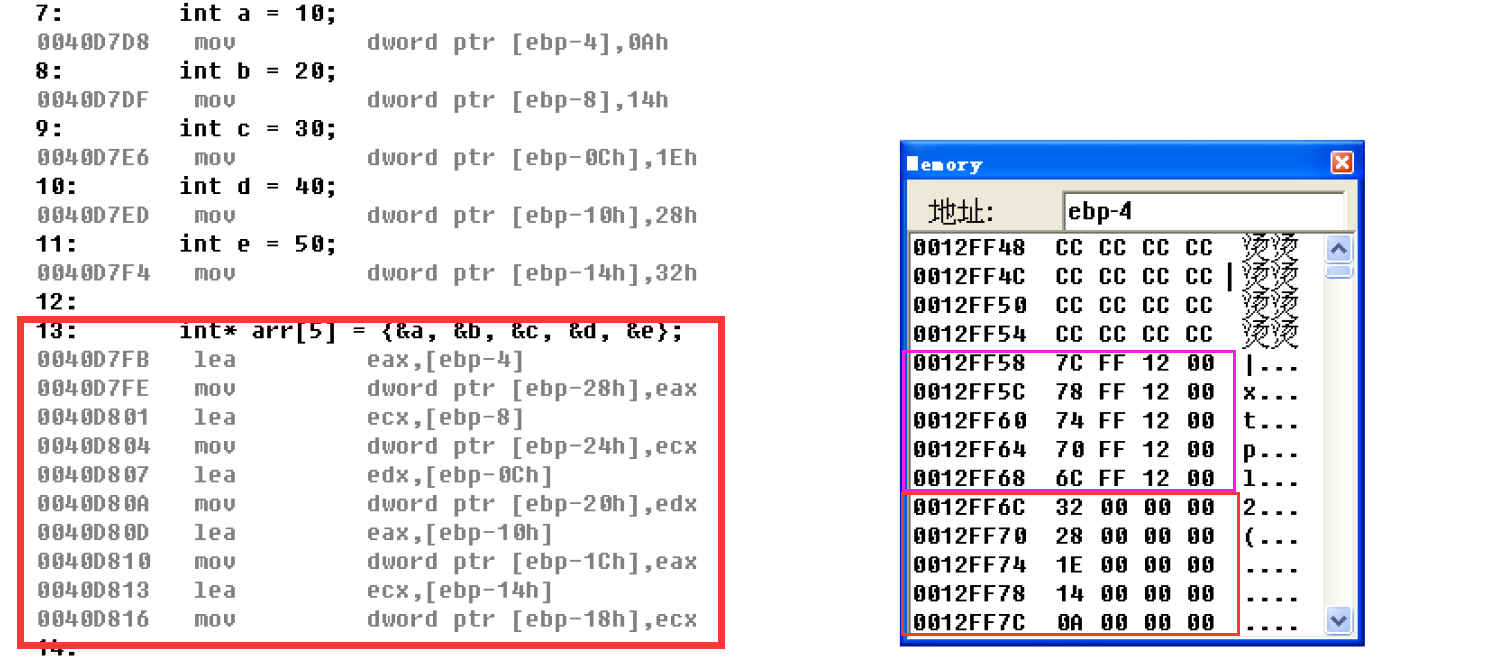 7:        int a = 10;
0040D7D8   mov         dword ptr [ebp-4],0Ah
8:        int b = 20;
0040D7DF   mov         dword ptr [ebp-8],14h
9:        int c = 30;
0040D7E6   mov         dword ptr [ebp-0Ch],1Eh
10:       int d = 40;
0040D7ED   mov         dword ptr [ebp-10h],28h
11:       int e = 50;
0040D7F4   mov         dword ptr [ebp-14h],32h
12:
13:       int* arr[5] = {&a, &b, &c, &d, &e};
0040D7FB   lea         eax,[ebp-4]
0040D7FE   mov         dword ptr [ebp-28h],eax
0040D801   lea         ecx,[ebp-8]
0040D804   mov         dword ptr [ebp-24h],ecx
0040D807   lea         edx,[ebp-0Ch]
0040D80A   mov         dword ptr [ebp-20h],edx
0040D80D   lea         eax,[ebp-10h]
0040D810   mov         dword ptr [ebp-1Ch],eax
0040D813   lea         ecx,[ebp-14h]
0040D816   mov         dword ptr [ebp-18h],ecx
14:
Memory
地址: ebp-4
0012FF48  CC CC CC CC  烫烫
0012FF4C  CC CC CC CC  烫烫
0012FF50  CC CC CC CC  烫烫
0012FF54  CC CC CC CC  烫烫
0012FF58  7C FF 12 00  |...
0012FF5C  78 FF 12 00  x...
0012FF60  74 FF 12 00  t...
0012FF64  70 FF 12 00  p...
0012FF68  6C FF 12 00  l...
0012FF6C  32 00 00 00  2...
0012FF70  28 00 00 00  (...
0012FF74  1E 00 00 00  ....
0012FF78  14 00 00 00  ....
0012FF7C  0A 00 00 00  ....